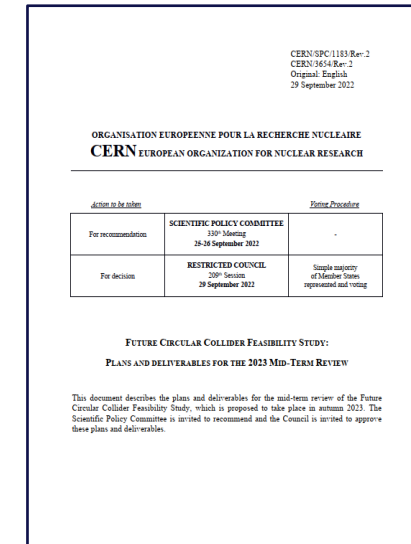 CERN/SPC/1183/Rev.2
CERN/3654/Rev.2
Original: English
29 September 2022
ORGANISATION EUROPEENNE POUR LA RECHERCHE NUCLEAIRE
CERN EUROPEAN ORGANIZATION FOR NUCLEAR RESEARCH
Action to be taken
Voting Procedure
For recommendation
SCIENTIFIC POLICY COMMITTEE
330th Meeting
26-26 September 2022
-
For decision
RESTRICTED COUNCIL
209th Session
29 September 2022
Simple majority
of Member States
represented and voting
FUTURE CIRCULAR COLLIDER FEASIBILITY STUDY:
PLANS AND DELIVERABLES FOR THE 2023 MID-TERM REVIEW
This document describes the plans and deliverables for the mid-term review of the Future
Circular Collider Feasibility Study, which is proposed to take place in autumn 2023. The
Scientific Policy Committee is invited to recommend and the Council is invited to approve
these plans and deliverables.